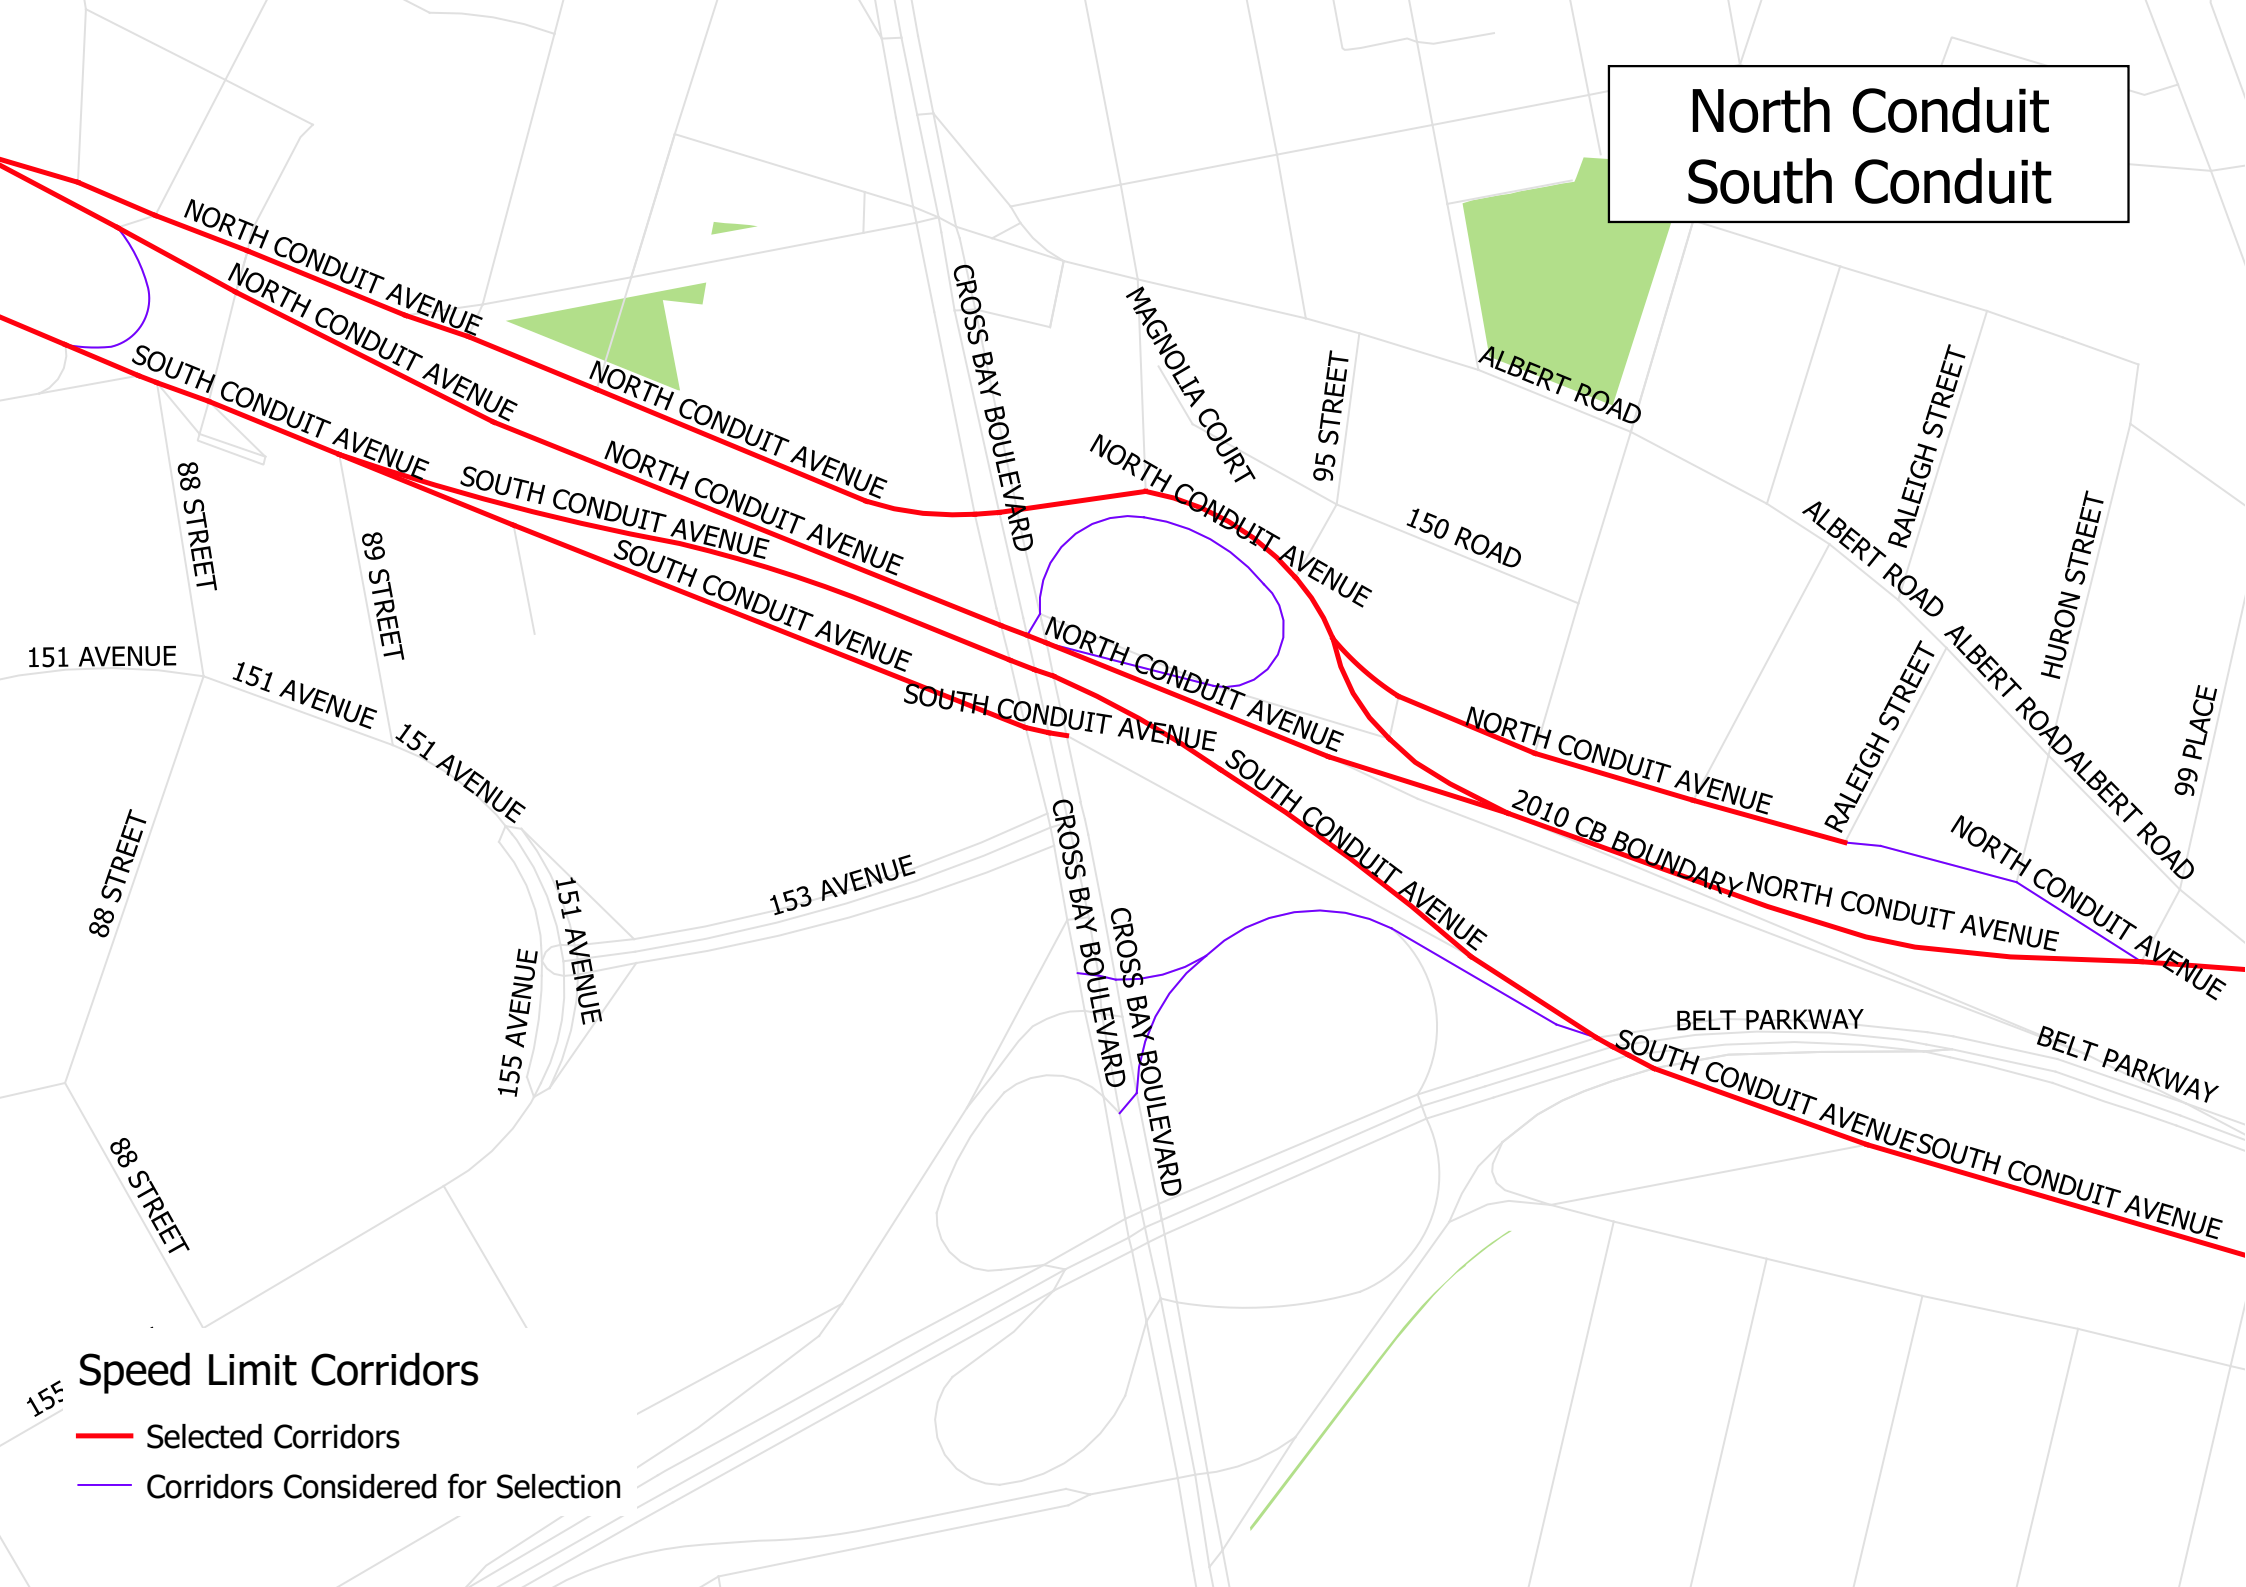 North Conduit
South Conduit
NORTH CONDUIT AVENUE
NORTH CONDUIT AVENUE
SOUTH CONDUIT AVENUE
NORTH CONDUIT AVENUE
NORTH CONDUIT AVENUE
SOUTH CONDUIT AVENUE
SOUTH CONDUIT AVENUE
SOUTH CONDUIT AVENUE
CROSS BAY BOULEVARD
MAGNOLIA COURT
95 STREET
ALBERT ROAD
RALEIGH STREET
NORTH CONDUIT AVENUE
150 ROAD
ALBERT ROAD
HURON STREET
88 STREET
89 STREET
151 AVENUE
151 AVENUE
151 AVENUE
NORTH CONDUIT AVENUE
NORTH CONDUIT AVENUE
RALEIGH STREET
ALBERT ROAD
ALBERT ROAD
99 PLACE
SOUTH CONDUIT AVENUE
2010 CB BOUNDARY
NORTH CONDUIT AVENUE
NORTH CONDUIT AVENUE
88 STREET
153 AVENUE
151 AVENUE
155 AVENUE
CROSS BAY BOULEVARD
CROSS BAY BOULEVARD
BELT PARKWAY
BELT PARKWAY
SOUTH CONDUIT AVENUE
SOUTH CONDUIT AVENUE
88 STREET
155
Speed Limit Corridors
Selected Corridors
Corridors Considered for Selection